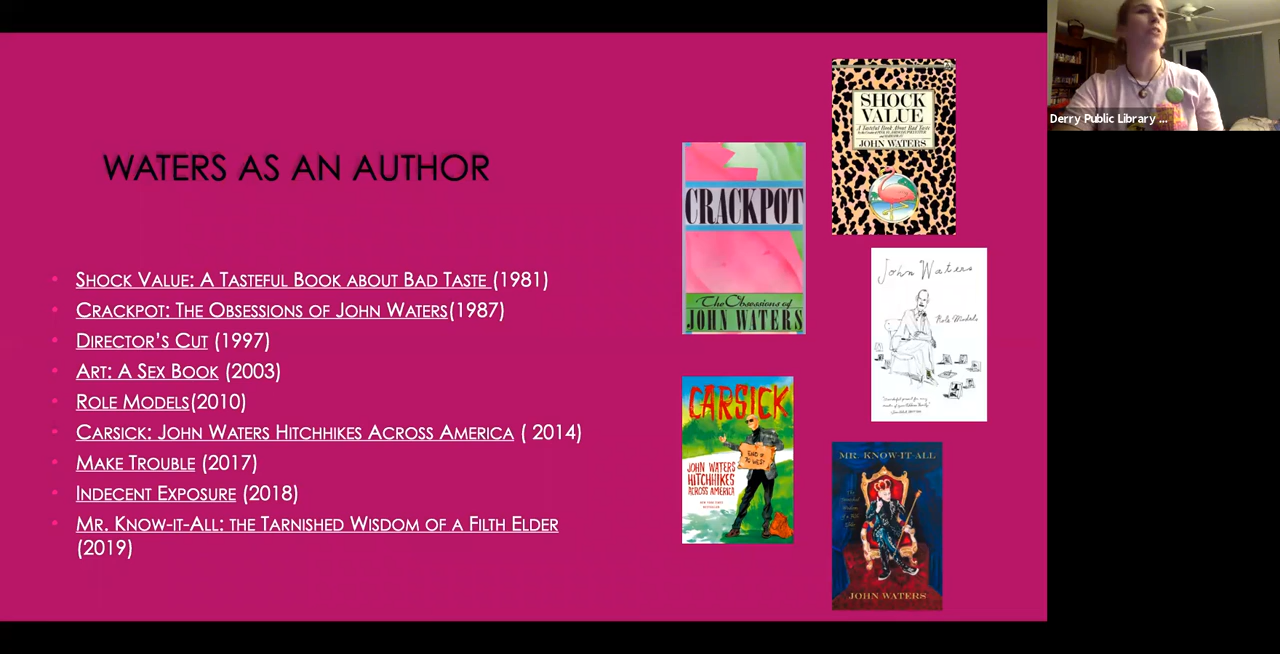 WATERS AS AN AUTHOR
• SHOCK VALUE: A TASTEFUL BOOK ABOUT BAD TASTE (1981)
• CRACKPOT: THE OBSESSIONS OF JOHN WATERS(1987)
• DIRECTOR'S CUT (1997)
• ART: A SEX BOOK (2003)
• ROLE MODELS(2010)
• CARSICK: JOHN WATERS HITCHHIKES ACROSS AMERICA ( 2014)
• MAKE TROUBLE (2017)
• INDECENT EXPOSURE (2018)
• MR. KNOW-IT-ALL: THE TARNISHED WISDOM OF A FILTH ELDER
(2019)
CRACKPOT
The Obsessions of
JOHN WATERS
SHOCK
VALUE
A Tasteful Book About Bad Taste
JOHN WATERS
John Waters
Role Models
CARSICK
JOHN WATERS
HITCHHIKES
ACROSS AMERICA
MR. KNOW-IT-ALL
JOHN WATERS
Derry Public Library ...